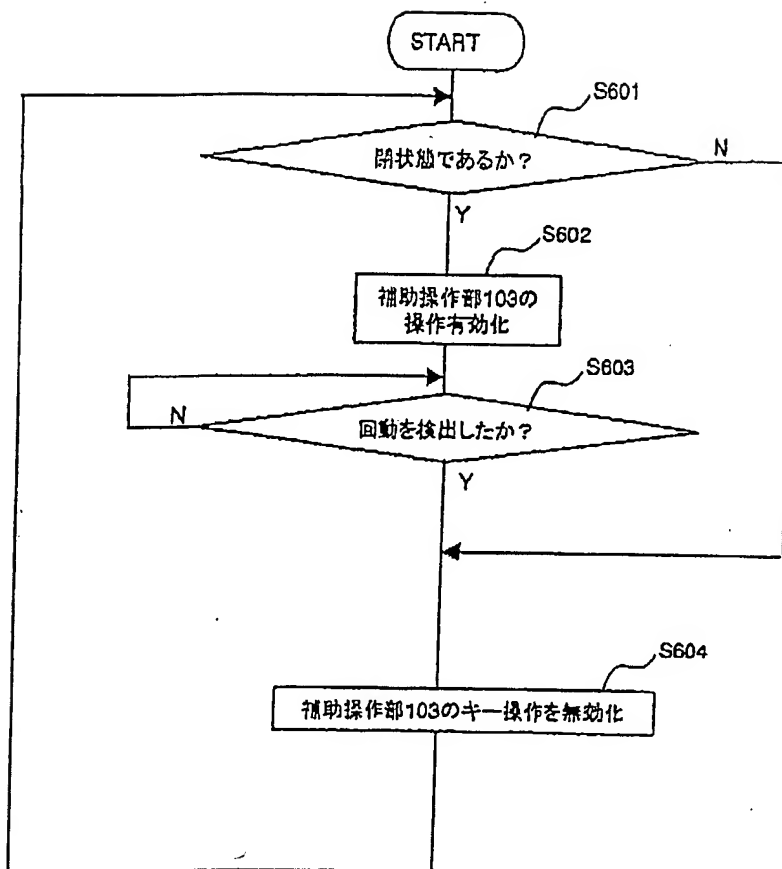 START
S601
閉状態であるか？
N
Y
S602
補助操作部103の
操作有効化
S603
回動を検出したか？
N
Y
S604
補助操作部103のキー操作を無効化